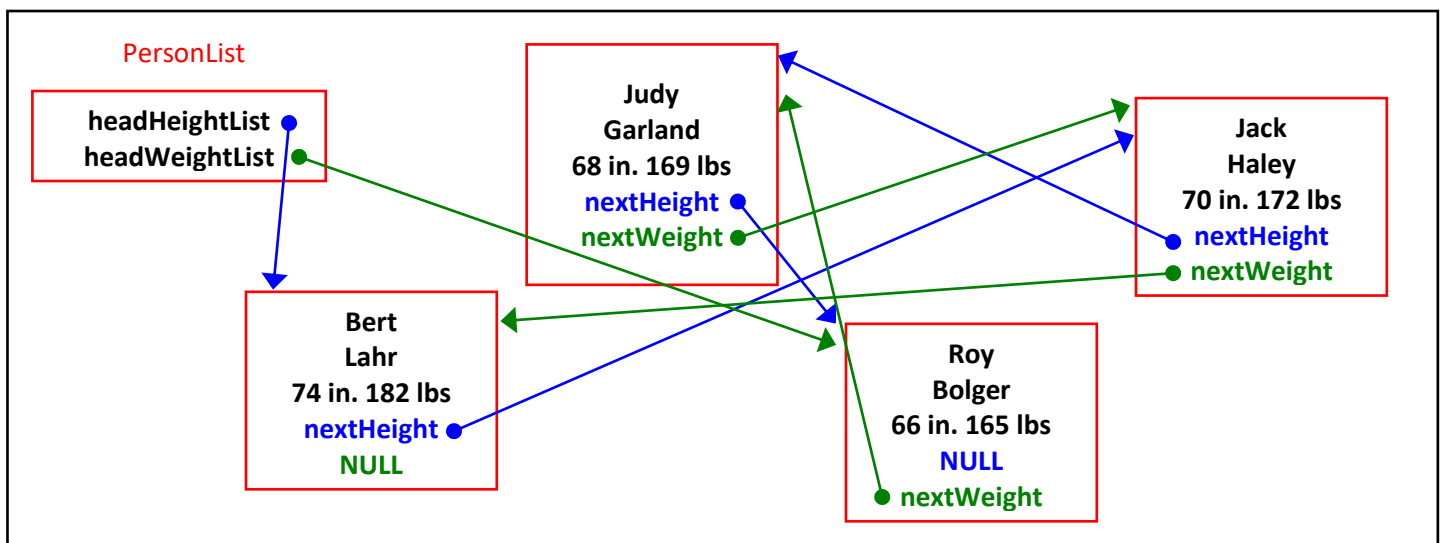 PersonList
headHeightList
headWeightList
Judy
Garland
68 in. 169 lbs
nextHeight
nextWeight
Jack
Haley
70 in. 172 lbs
nextHeight
nextWeight
Bert
Lahr
74 in. 182 lbs
nextHeight
NULL
Roy
Bolger
66 in. 165 lbs
NULL
nextWeight